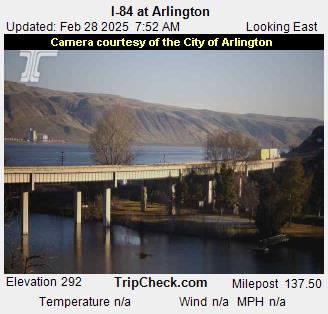 I-84 at Arlington
Updated: Feb 28 2025 7:52 AM Looking East
Camera courtesy of the City of Arlington
Elevation 292 TripCheck.com Milepost 137.50
Temperature n/a Wind n/a MPH n/a